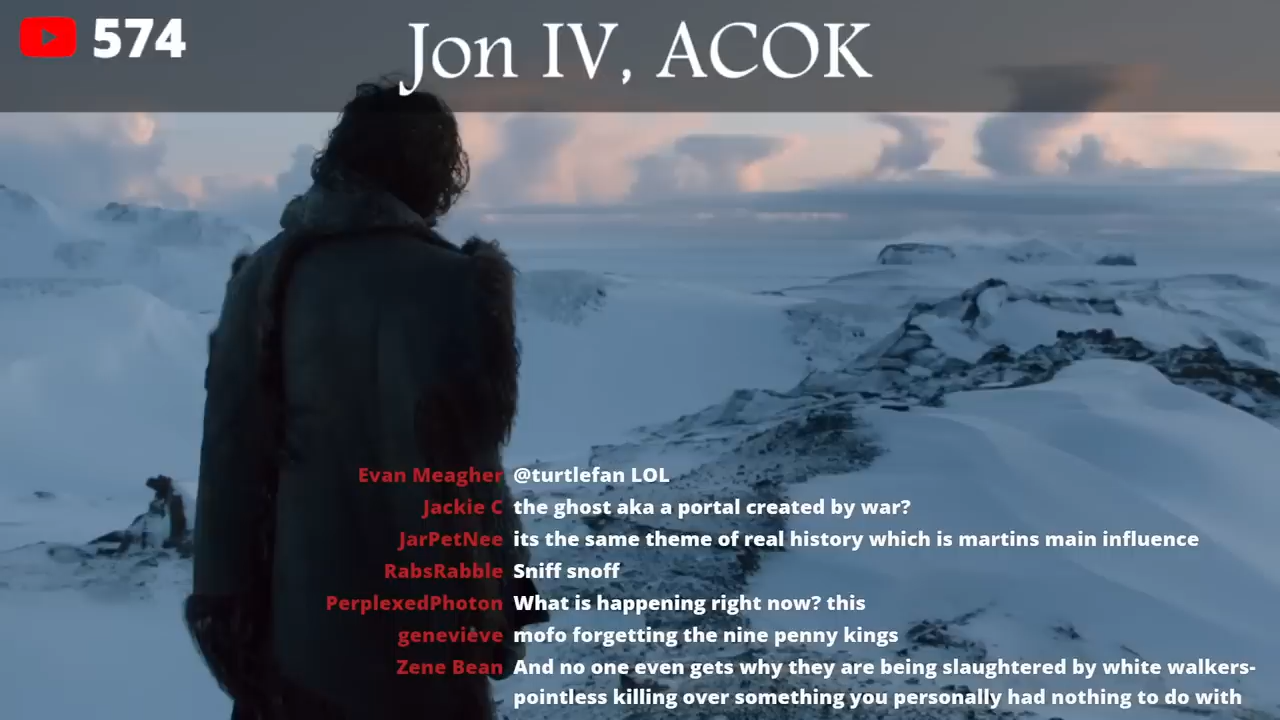 574
Jon IV, ACOK
Evan Meagher @turtlefan LOL
Jackie C the ghost aka a portal created by war?
JarPetNee its the same theme of real history which is martins main influence
RabsRabble Sniff snoff
PerplexedPhoton What is happening right now? this
genevieve mofo forgetting the nine penny kings
Zene Bean And no one even gets why they are being slaughtered by white walkers-
pointless killing over something you personally had nothing to do with